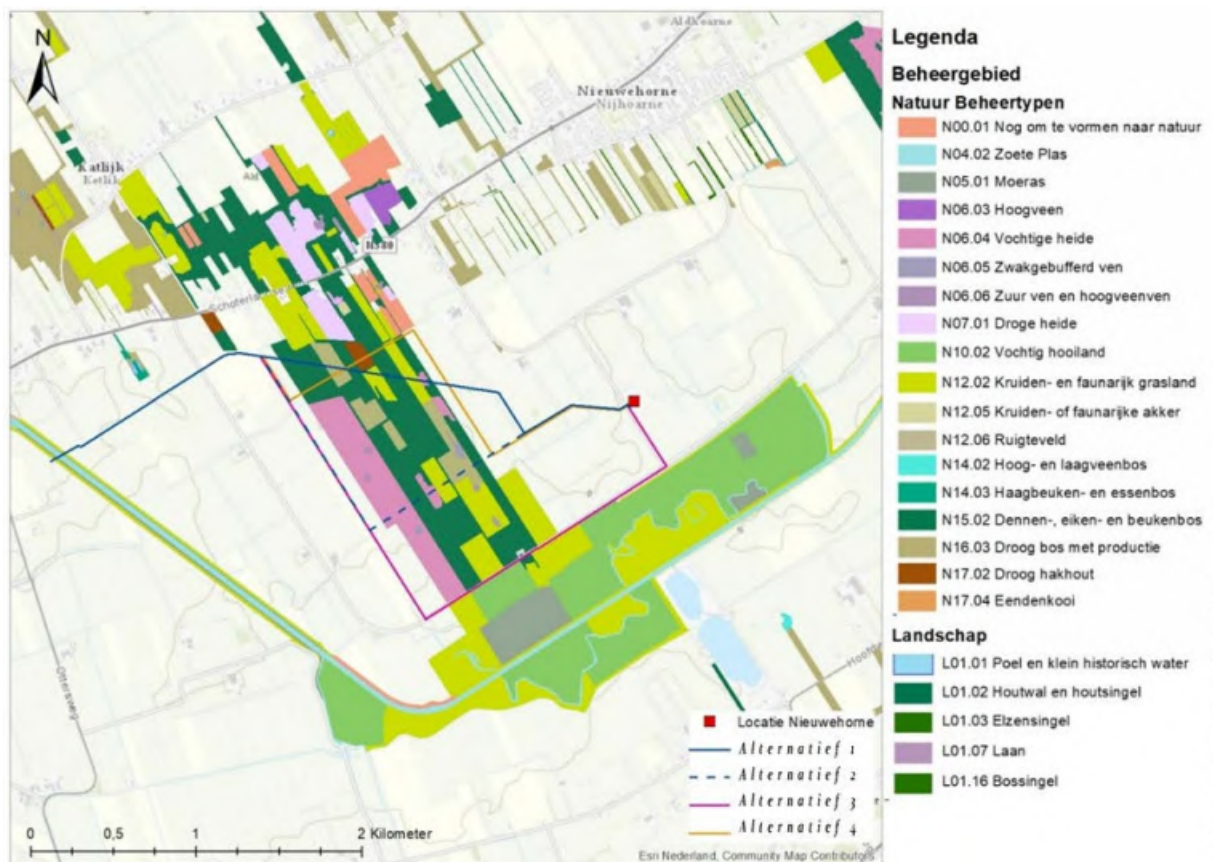 Aldhoarne
N
Nieuwehorne
Nijhoarne
Katlijk
Ketlik
Ald
N380
Otterweg
Locatie Nieuwehorne
Alternatief 1
Alternatief 2
Alternatief 3
Alternatief 4
0 0,5 1 2 Kilometer
Esri Nederland, Community Map Contributors
Legenda
Beheergebied
Natuur Beheertypen
N00.01 Nog om te vormen naar natuur
N04.02 Zoete Plas
N05.01 Moeras
N06.03 Hoogveen
N06.04 Vochtige heide
N06.05 Zwakgebufferd ven
N06.06 Zuur ven en hoogveenven
N07.01 Droge heide
N10.02 Vochtig hooiland
N12.02 Kruiden- en faunarijk grasland
N12.05 Kruiden- of faunarijke akker
N12.06 Ruigteveld
N14.02 Hoog- en laagveenbos
N14.03 Haagbeuken- en essenbos
N15.02 Dennen-, eiken- en beukenbos
N16.03 Droog bos met productie
N17.02 Droog hakhout
N17.04 Eendenkooi
Landschap
L01.01 Poel en klein historisch water
L01.02 Houtwal en houtsingel
L01.03 Elzensingel
L01.07 Laan
L01.16 Bossingel